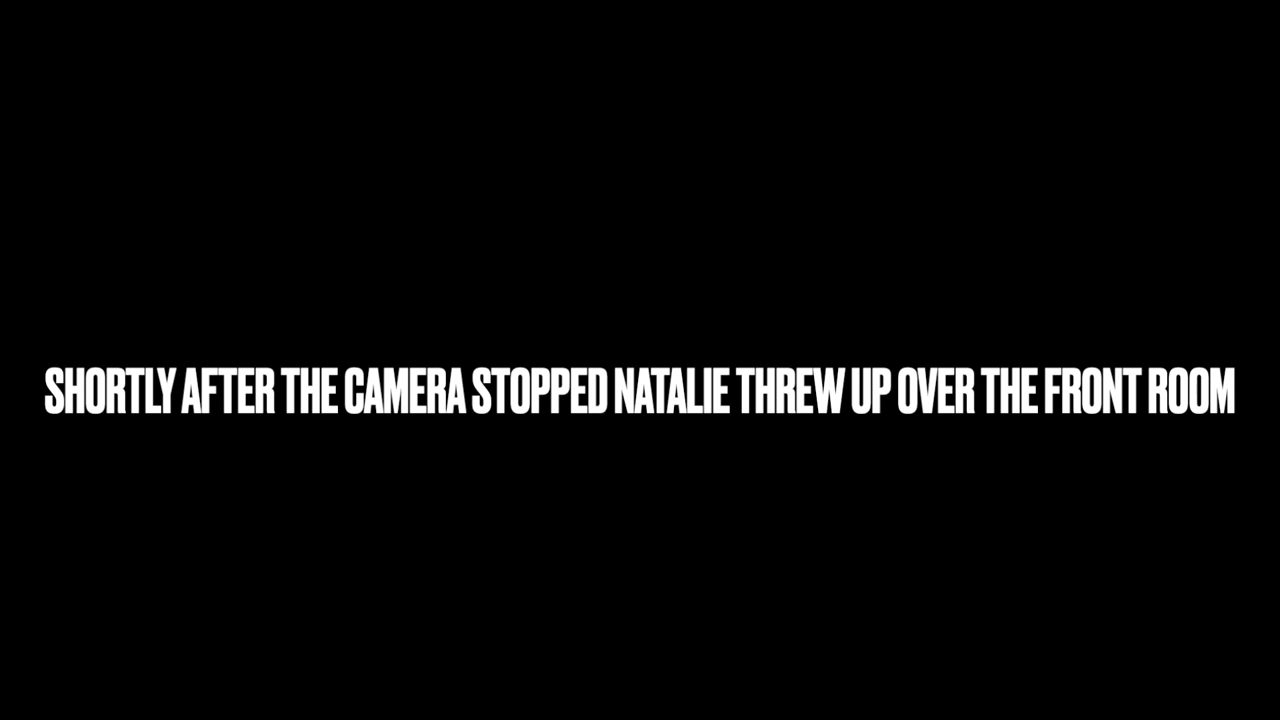 SHORTLY AFTER THE CAMERA STOPPED NATALIE THREW UP OVER THE FRONT ROOM